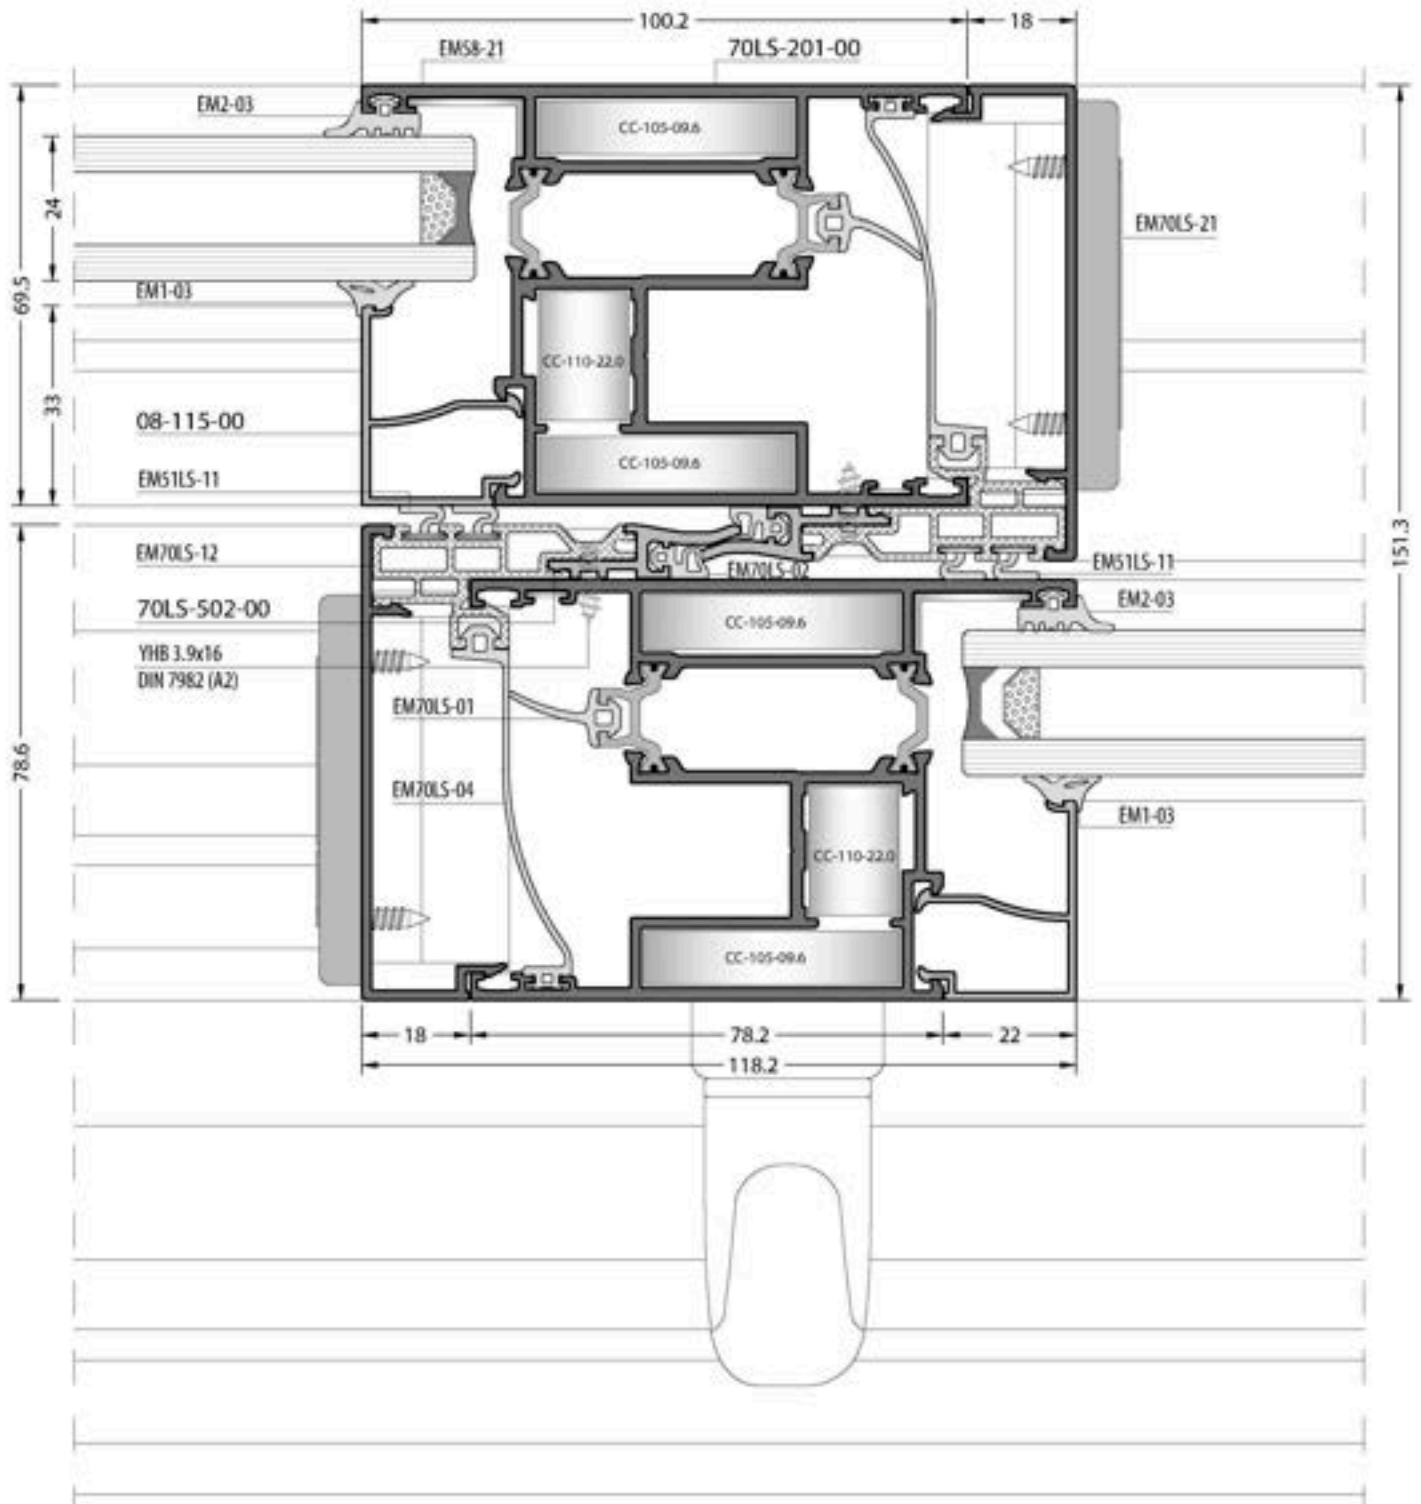 100.2
18
EM58-21
70LS-201-00
EM2-03
CC-105-09.6
24
EM70LS-21
69.5
EM1-03
CC-110-22.0
33
08-115-00
CC-105-09.6
EM51LS-11
151.3
EM70LS-12
EM70LS-02
EM51LS-11
70LS-502-00
EM2-03
CC-105-09.6
YHB 3.9x16
DIN 7982 (A2)
EM70LS-01
78.6
EM70LS-04
EM1-03
CC-110-22.0
CC-105-09.6
18
78.2
22
118.2